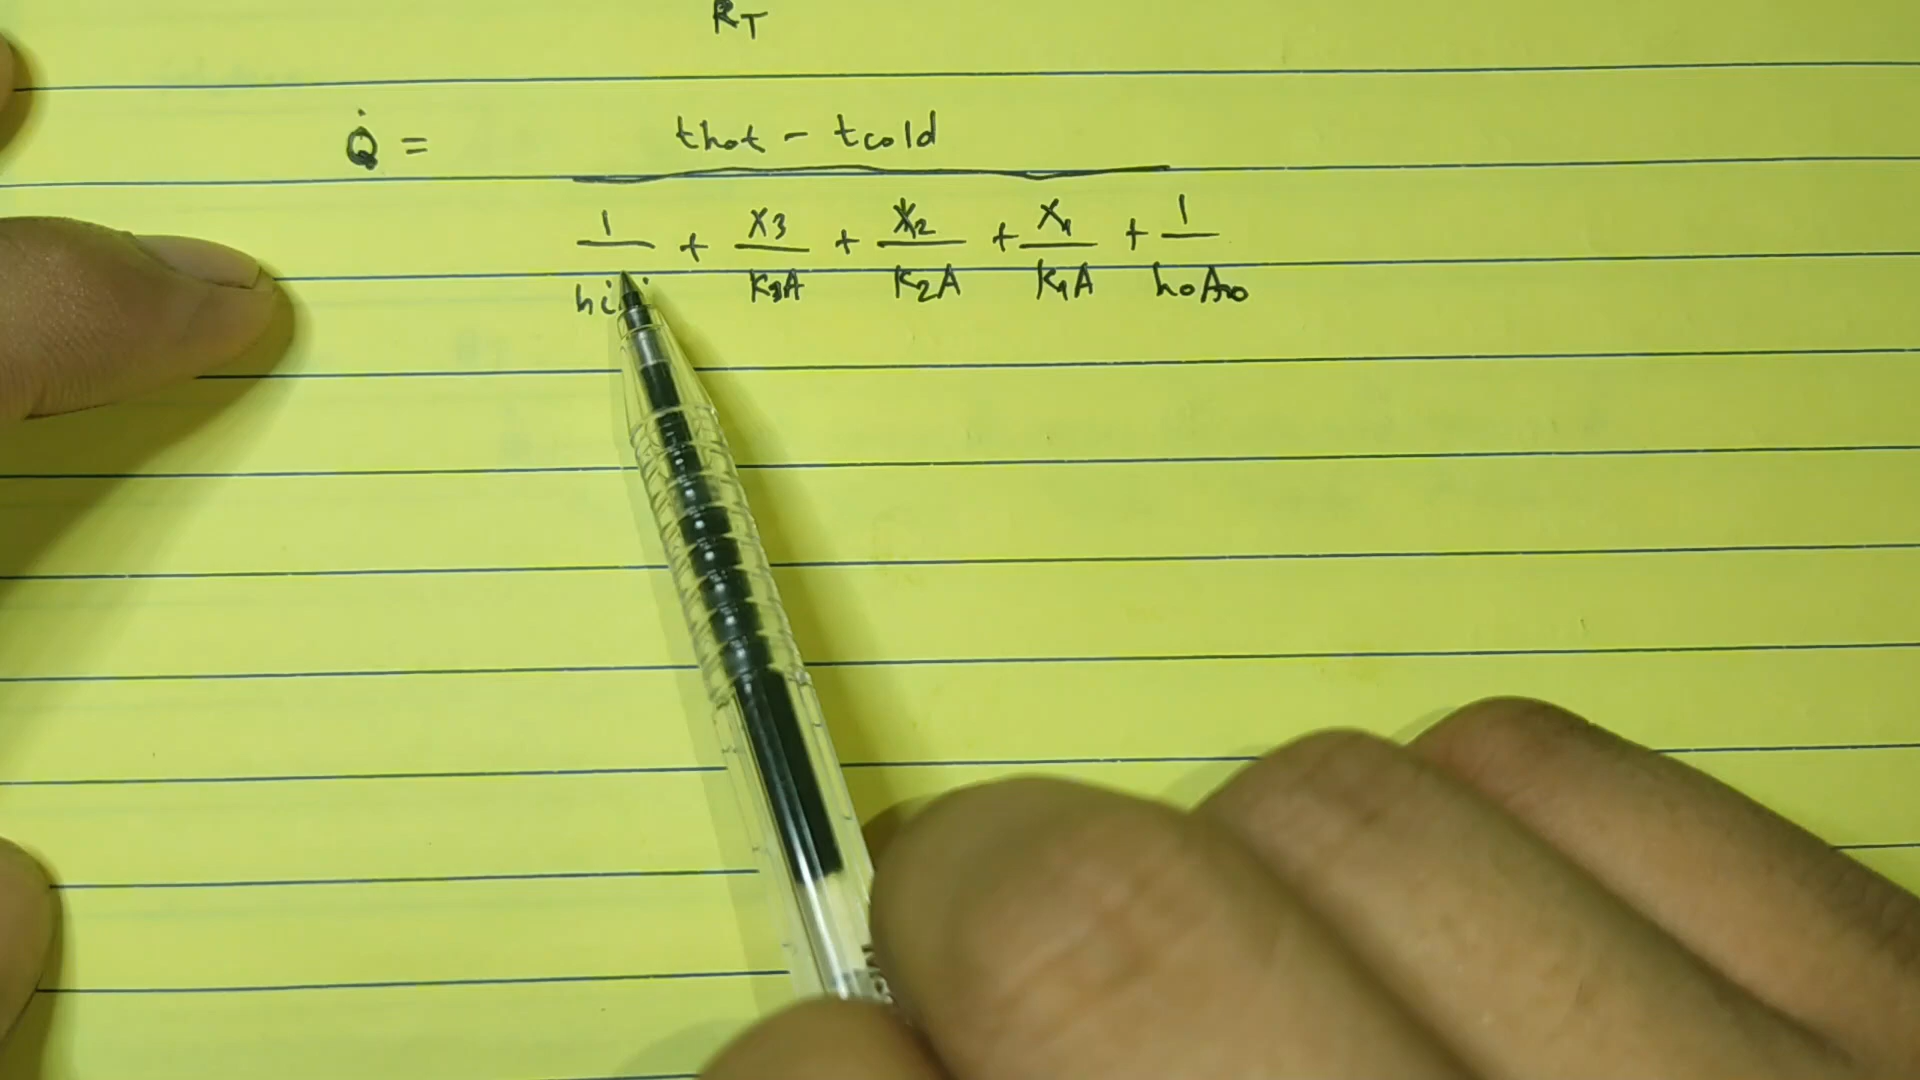 RT
Q̇ = thot - tcold
1 + x3 + x2 + x1 + 1
hi k3A k2A k1A hoAo